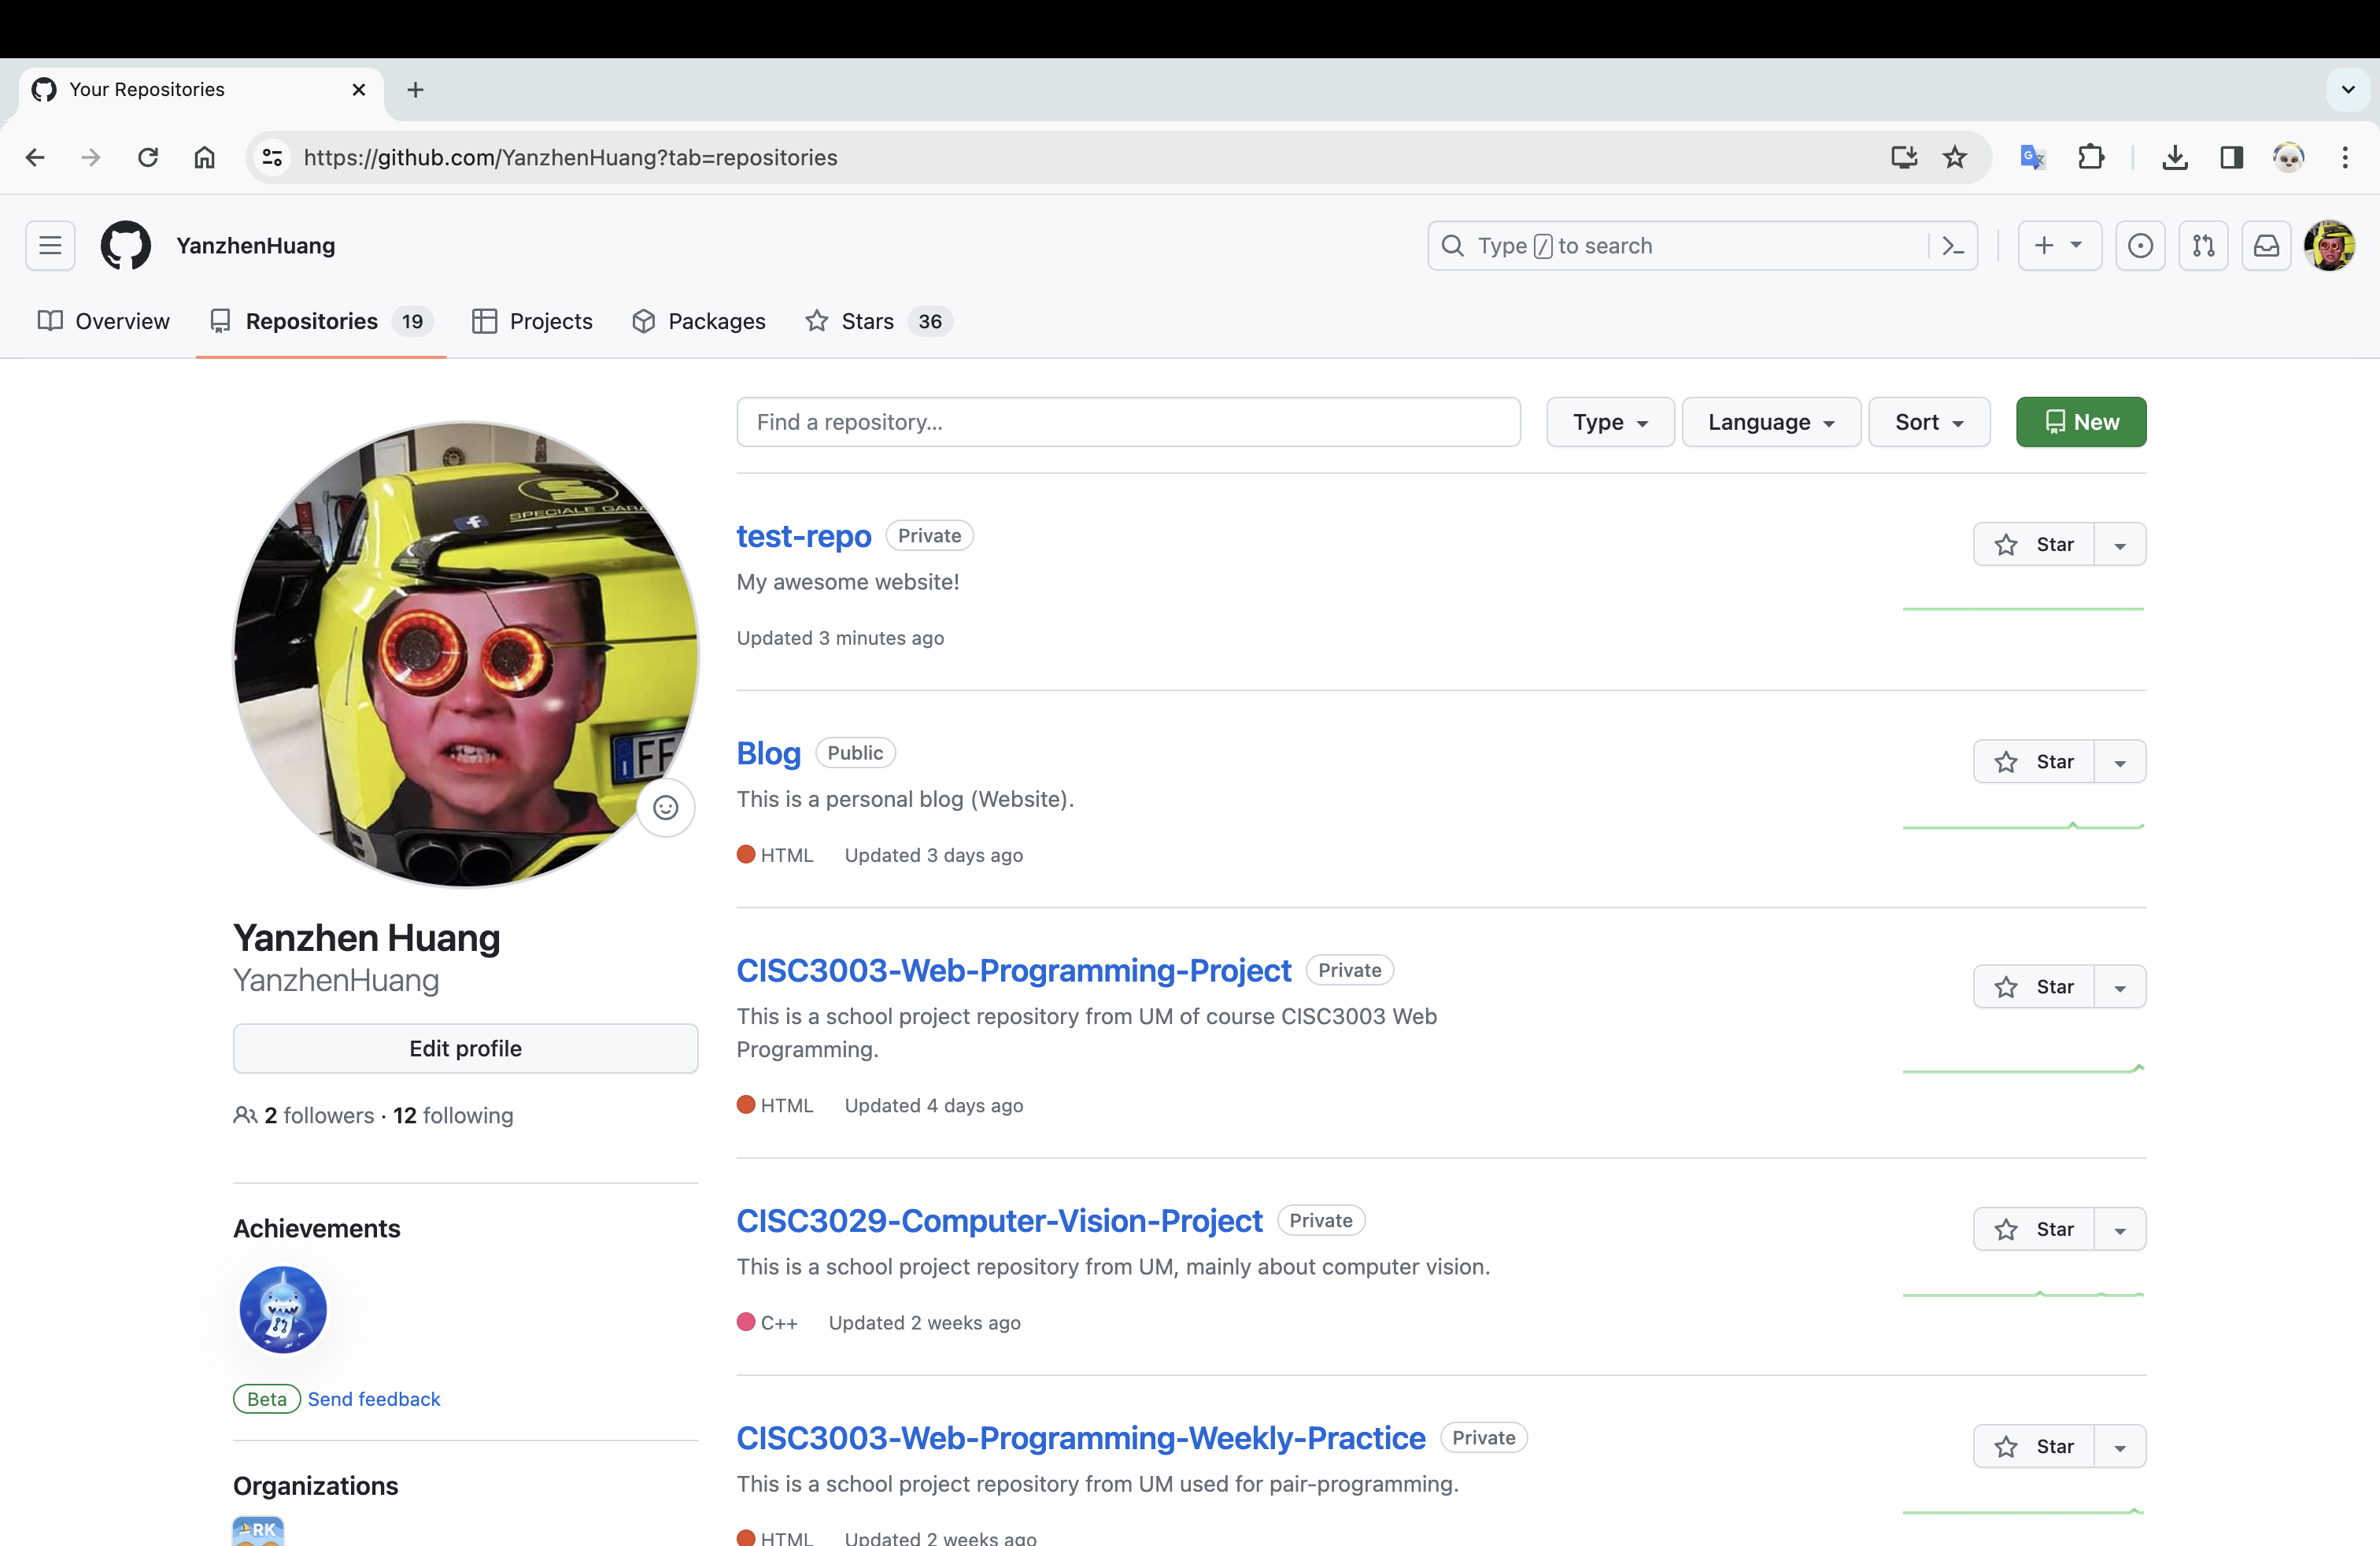 Your Repositories
https://github.com/YanzhenHuang?tab=repositories
YanzhenHuang
Type / to search
Overview
Repositories 19
Projects
Packages
Stars 36
Find a repository...
Type
Language
Sort
New
SPECIALE GARA
FF
Yanzhen Huang
YanzhenHuang
Edit profile
2 followers · 12 following
Achievements
Beta Send feedback
Organizations
ARK
test-repo Private
Star
My awesome website!
Updated 3 minutes ago
Blog Public
Star
This is a personal blog (Website).
HTML Updated 3 days ago
CISC3003-Web-Programming-Project Private
Star
This is a school project repository from UM of course CISC3003 Web
Programming.
HTML Updated 4 days ago
CISC3029-Computer-Vision-Project Private
Star
This is a school project repository from UM, mainly about computer vision.
C++ Updated 2 weeks ago
CISC3003-Web-Programming-Weekly-Practice Private
Star
This is a school project repository from UM used for pair-programming.
HTML Updated 2 weeks ago